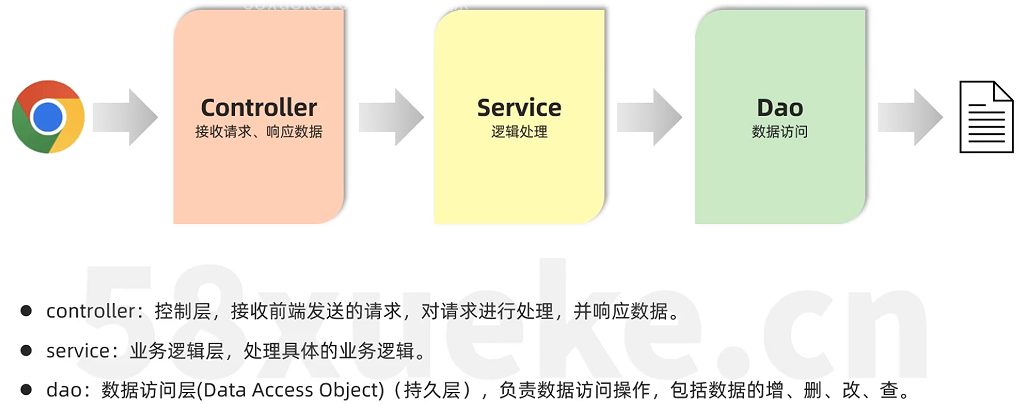 Controller
接收请求、响应数据
Service
逻辑处理
Dao
数据访问
58xueke.cn
controller：控制层，接收前端发送的请求，对请求进行处理，并响应数据。
service：业务逻辑层，处理具体的业务逻辑。
dao：数据访问层(Data Access Object)（持久层），负责数据访问操作，包括数据的增、删、改、查。